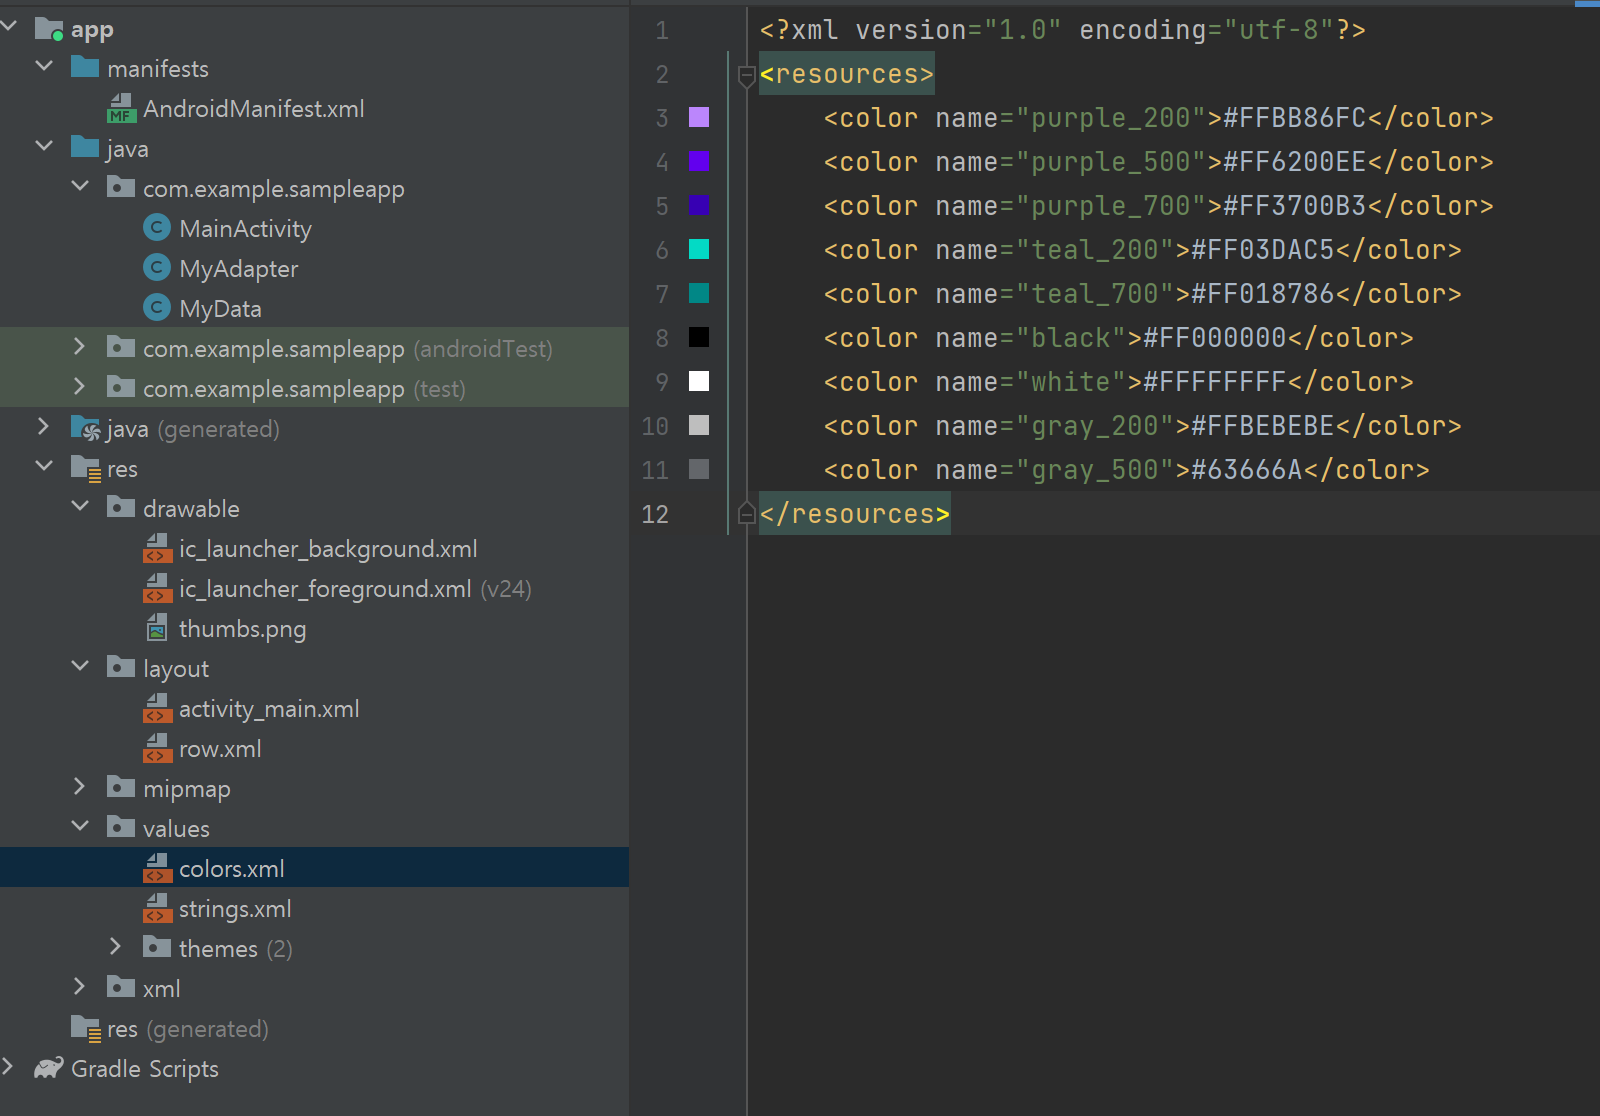 app
manifests
MF AndroidManifest.xml
java
com.example.sampleapp
C MainActivity
C MyAdapter
C MyData
com.example.sampleapp (androidTest)
com.example.sampleapp (test)
java (generated)
res
drawable
<> ic_launcher_background.xml
<> ic_launcher_foreground.xml (v24)
thumbs.png
layout
<> activity_main.xml
<> row.xml
mipmap
values
<> colors.xml
<> strings.xml
themes (2)
xml
res (generated)
Gradle Scripts
1 <?xml version="1.0" encoding="utf-8"?>
2 <resources>
3 <color name="purple_200">#FFBB86FC</color>
4 <color name="purple_500">#FF6200EE</color>
5 <color name="purple_700">#FF3700B3</color>
6 <color name="teal_200">#FF03DAC5</color>
7 <color name="teal_700">#FF018786</color>
8 <color name="black">#FF000000</color>
9 <color name="white">#FFFFFFFF</color>
10 <color name="gray_200">#FFBEBEBE</color>
11 <color name="gray_500">#63666A</color>
12 </resources>